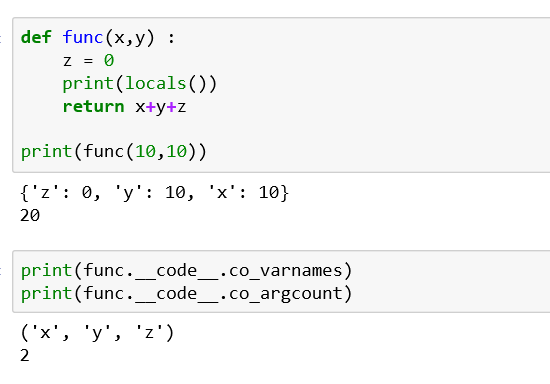 def func(x,y) :
    z = 0
    print(locals())
    return x+y+z
print(func(10,10))
{'z': 0, 'y': 10, 'x': 10}
20
print(func.__code__.co_varnames)
print(func.__code__.co_argcount)
('x', 'y', 'z')
2